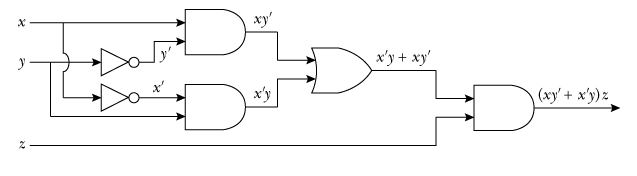 x
xy′
y
y′
x′y + xy′
x′
x′y
(xy′ + x′y)z
z